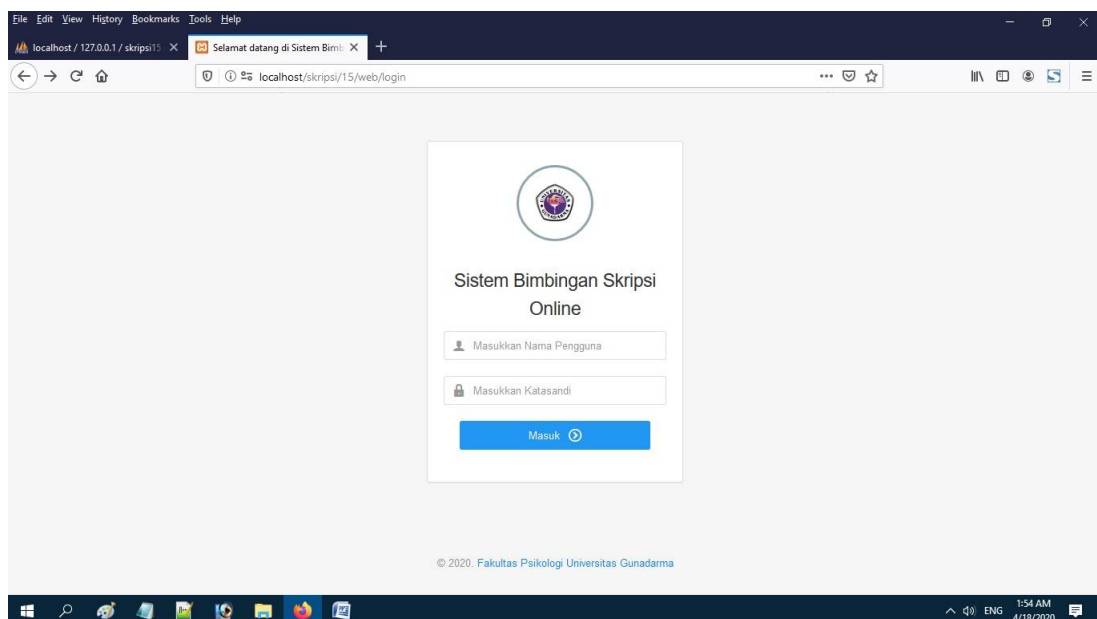 File Edit View History Bookmarks Tools Help
localhost / 127.0.0.1 / skripsi15
Selamat datang di Sistem Bimb
localhost/skripsi/15/web/login
UNIVERSITAS
GUNADARMA
Sistem Bimbingan Skripsi
Online
Masukkan Nama Pengguna
Masukkan Katasandi
Masuk
© 2020. Fakultas Psikologi Universitas Gunadarma
ENG
1:54 AM
4/18/2020